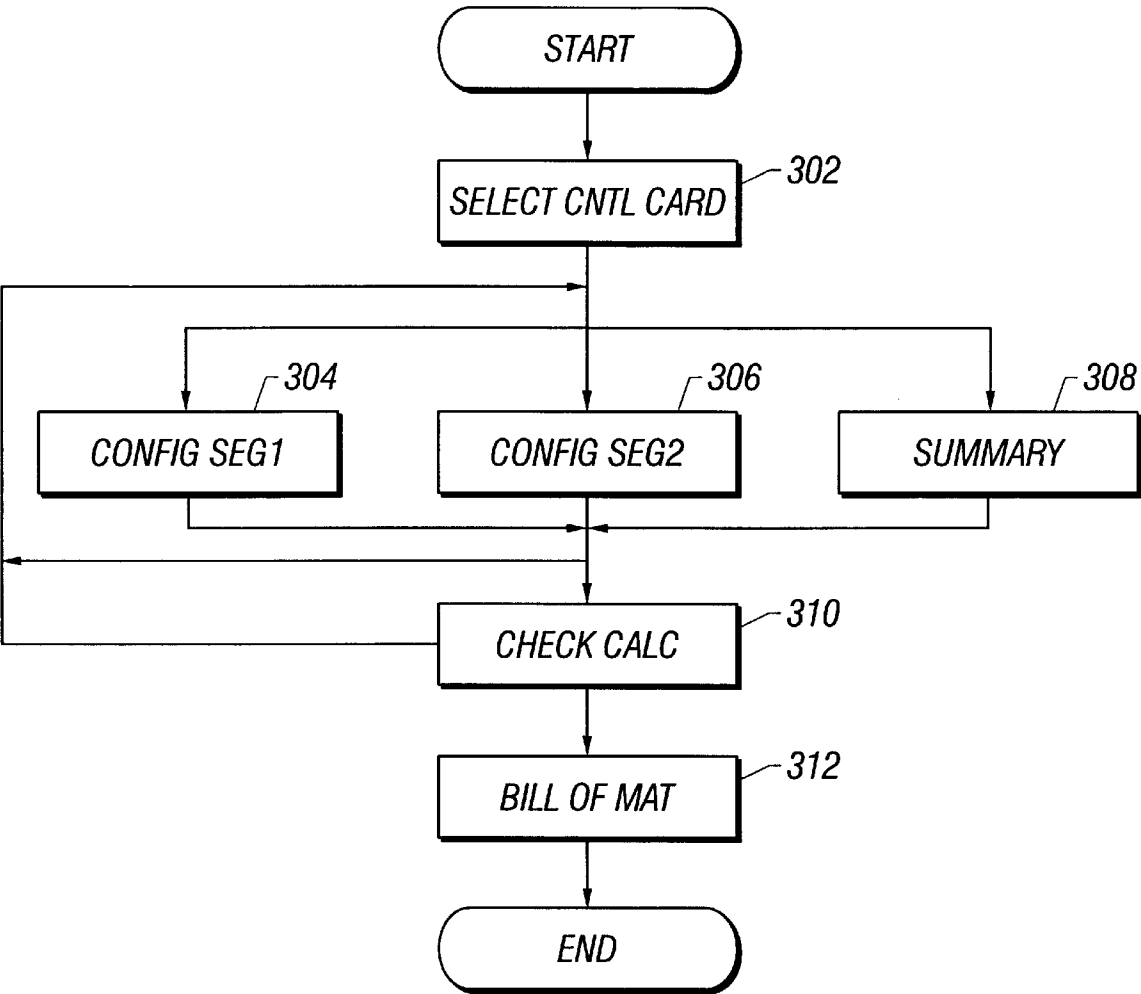 START
302
SELECT CNTL CARD
304
306
308
CONFIG SEG1
CONFIG SEG2
SUMMARY
310
CHECK CALC
312
BILL OF MAT
END